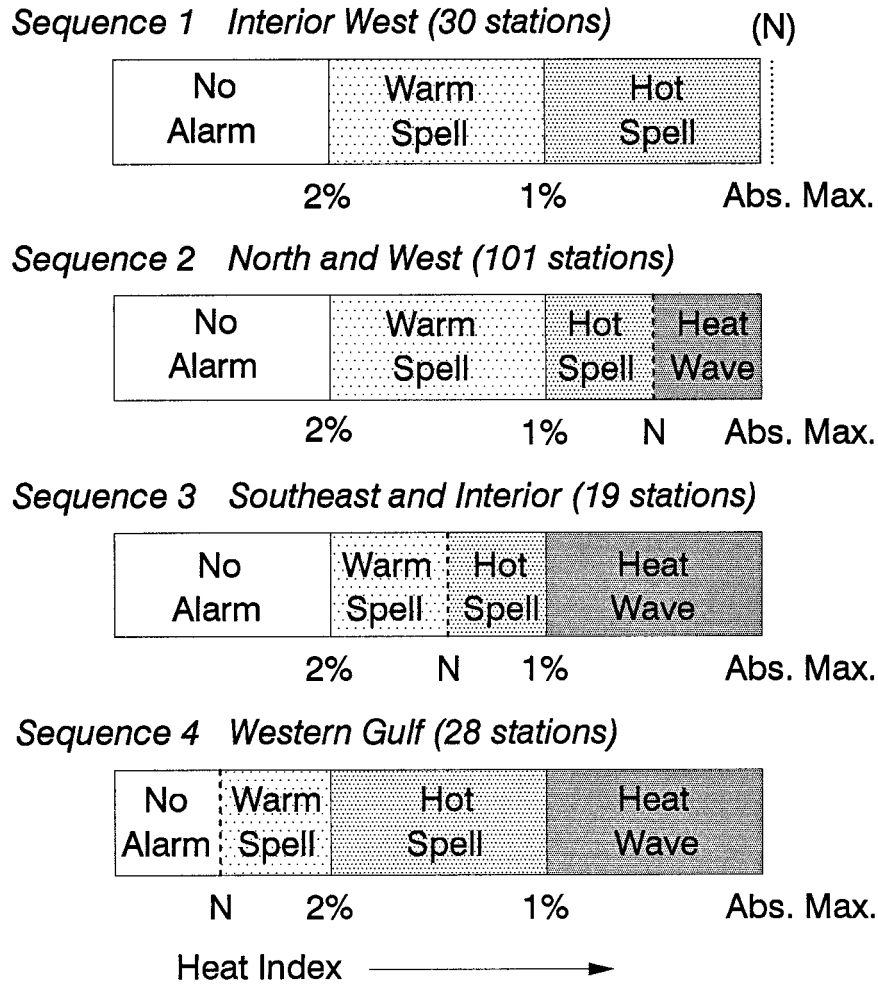 Sequence 1 Interior West (30 stations) (N)
No Warm Hot
Alarm Spell Spell
2% 1% Abs. Max.
Sequence 2 North and West (101 stations)
No Warm Hot Heat
Alarm Spell Spell Wave
2% 1% N Abs. Max.
Sequence 3 Southeast and Interior (19 stations)
No Warm Hot Heat
Alarm Spell Spell Wave
2% N 1% Abs. Max.
Sequence 4 Western Gulf (28 stations)
No Warm Hot Heat
Alarm Spell Spell Wave
N 2% 1% Abs. Max.
Heat Index